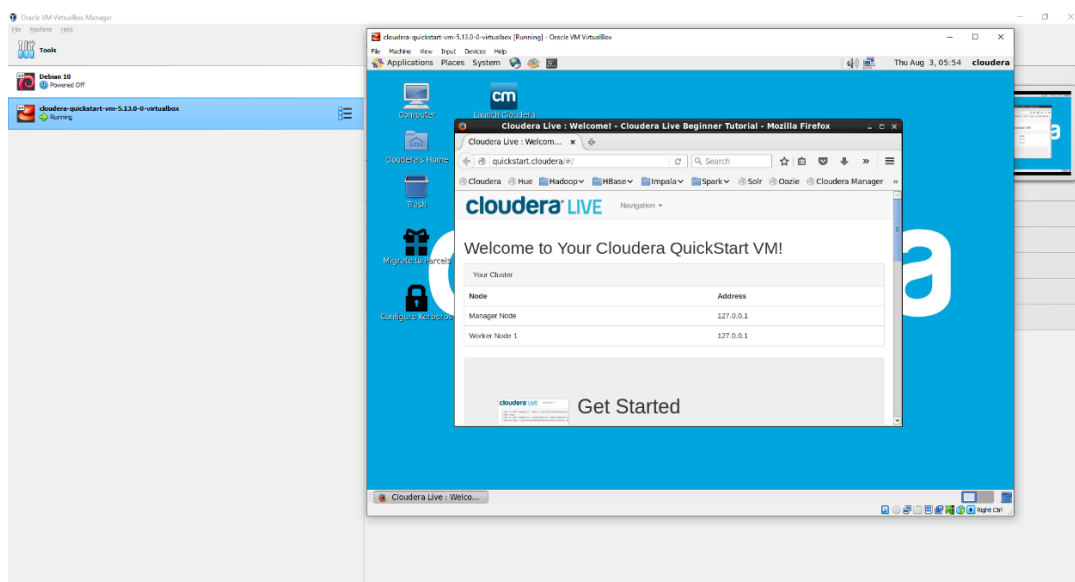 Oracle VM VirtualBox Manager
File Machine Help
Tools
Debian 10
Powered Off
cloudera-quickstart-vm-5.13.0-0-virtualbox
Running
cloudera-quickstart-vm-5.13.0-0-virtualbox [Running] - Oracle VM VirtualBox
File Machine View Input Devices Help
Applications Places System Thu Aug 3, 05:54 cloudera
Computer
cm
Launch Cloudera
cloudera's Home
Trash
Migrate to Parcels
Configure Kerberos
Cloudera Live : Welcome! - Cloudera Live Beginner Tutorial - Mozilla Firefox
Cloudera Live : Welcom...
quickstart.cloudera/#/ Search
Cloudera Hue Hadoop HBase Impala Spark Solr Oozie Cloudera Manager
cloudera LIVE Navigation
Welcome to Your Cloudera QuickStart VM!
Your Cluster
Node Address
Manager Node 127.0.0.1
Worker Node 1 127.0.0.1
cloudera LIVE
Get Started
Cloudera Live : Welco...
Right Ctrl